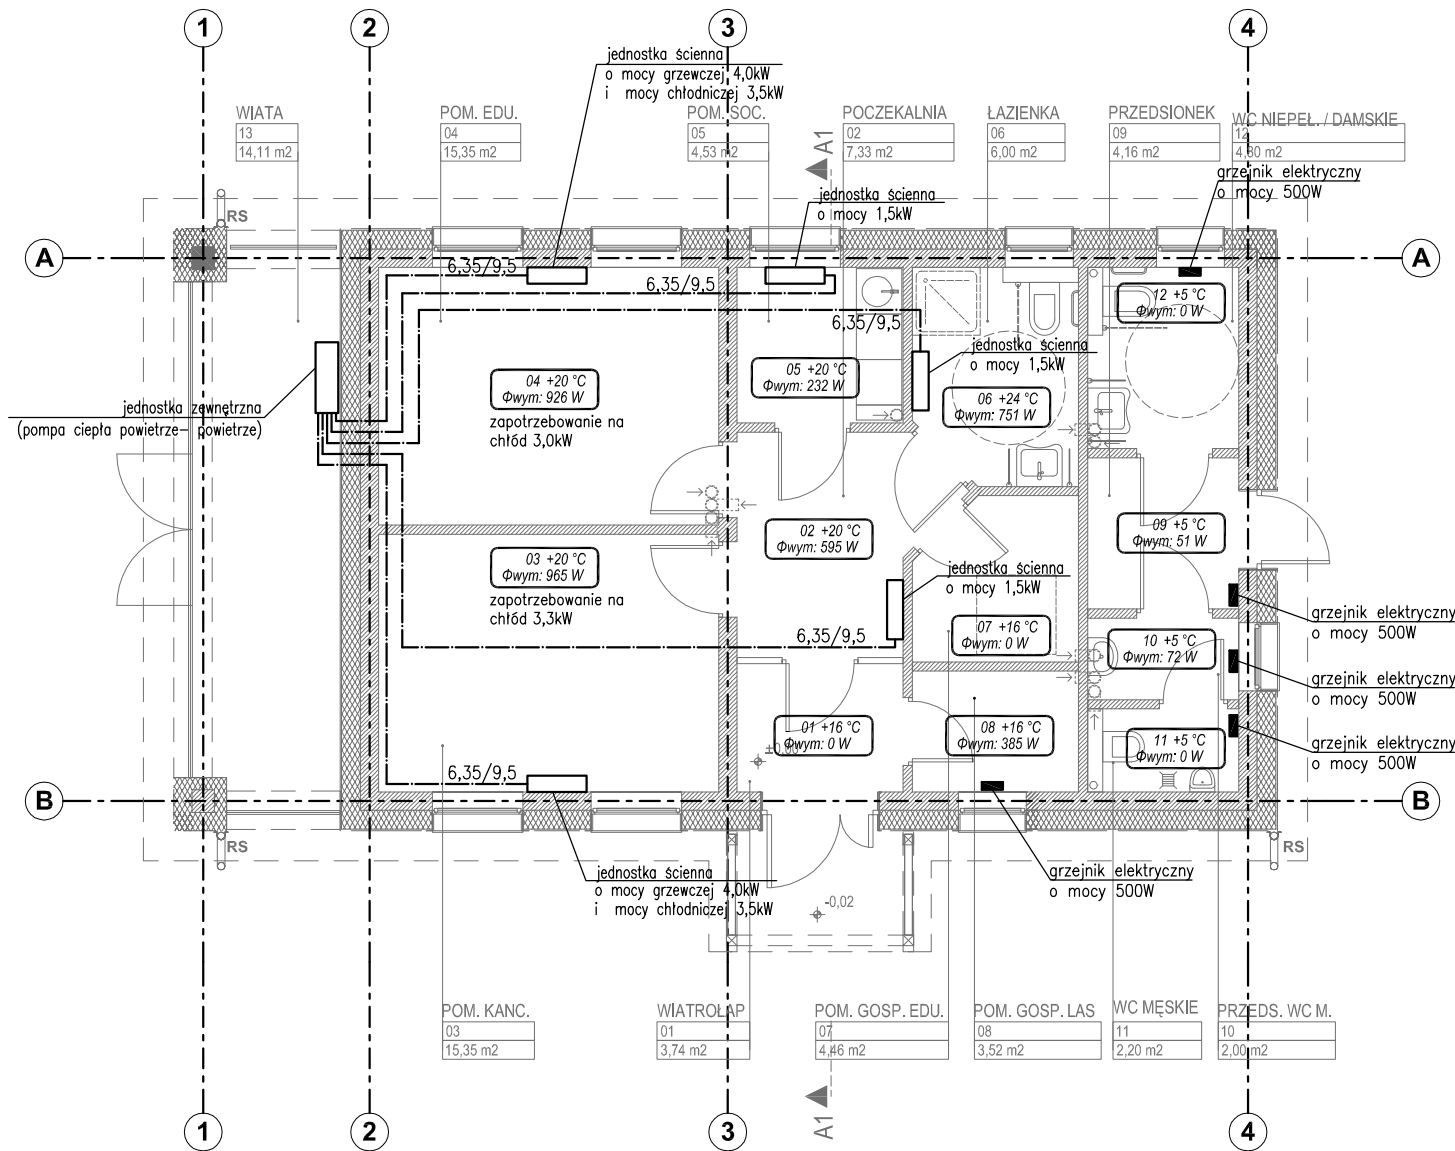 1
2
3
4
jednostka ścienna
o mocy grzewczej 4,0kW
i mocy chłodniczej 3,5kW
WIATA
13
14,11 m2
POM. EDU.
04
15,35 m2
POM. SOC.
05
4,53 m2
A1
POCZEKALNIA
02
7,33 m2
ŁAZIENKA
06
6,00 m2
PRZEDSIONEK
09
4,16 m2
WC NIEPEŁ. / DAMSKIE
12
4,80 m2
grzejnik elektryczny
o mocy 500W
jednostka ścienna
o mocy 1,5kW
RS
A
A
6,35/9,5
6,35/9,5
6,35/9,5
12 +5 °C
Φwym: 0 W
jednostka ścienna
o mocy 1,5kW
04 +20 °C
Φwym: 926 W
zapotrzebowanie na
chłód 3,0kW
05 +20 °C
Φwym: 232 W
06 +24 °C
Φwym: 751 W
jednostka zewnętrzna
(pompa ciepła powietrze– powietrze)
02 +20 °C
Φwym: 595 W
09 +5 °C
Φwym: 51 W
03 +20 °C
Φwym: 965 W
zapotrzebowanie na
chłód 3,3kW
jednostka ścienna
o mocy 1,5kW
grzejnik elektryczny
o mocy 500W
6,35/9,5
07 +16 °C
Φwym: 0 W
10 +5 °C
Φwym: 72 W
grzejnik elektryczny
o mocy 500W
01 +16 °C
Φwym: 0 W
±0,00
08 +16 °C
Φwym: 385 W
11 +5 °C
Φwym: 0 W
grzejnik elektryczny
o mocy 500W
6,35/9,5
B
B
RS
RS
jednostka ścienna
o mocy grzewczej 4,0kW
i mocy chłodniczej 3,5kW
-0,02
grzejnik elektryczny
o mocy 500W
POM. KANC.
03
15,35 m2
WIATROŁAP
01
3,74 m2
POM. GOSP. EDU.
07
4,46 m2
POM. GOSP. LAS
08
3,52 m2
WC MĘSKIE
11
2,20 m2
PRZEDS. WC M.
10
2,00 m2
A1
1
2
3
4